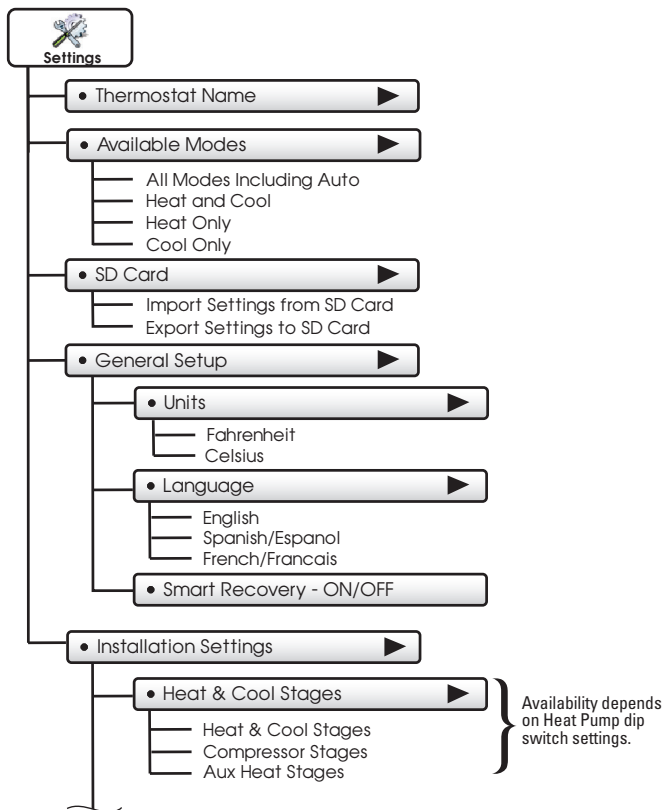 Settings
• Thermostat Name
• Available Modes
All Modes Including Auto
Heat and Cool
Heat Only
Cool Only
• SD Card
Import Settings from SD Card
Export Settings to SD Card
• General Setup
• Units
Fahrenheit
Celsius
• Language
English
Spanish/Espanol
French/Francais
• Smart Recovery - ON/OFF
• Installation Settings
• Heat & Cool Stages
Heat & Cool Stages
Compressor Stages
Aux Heat Stages
Availability depends
on Heat Pump dip
switch settings.